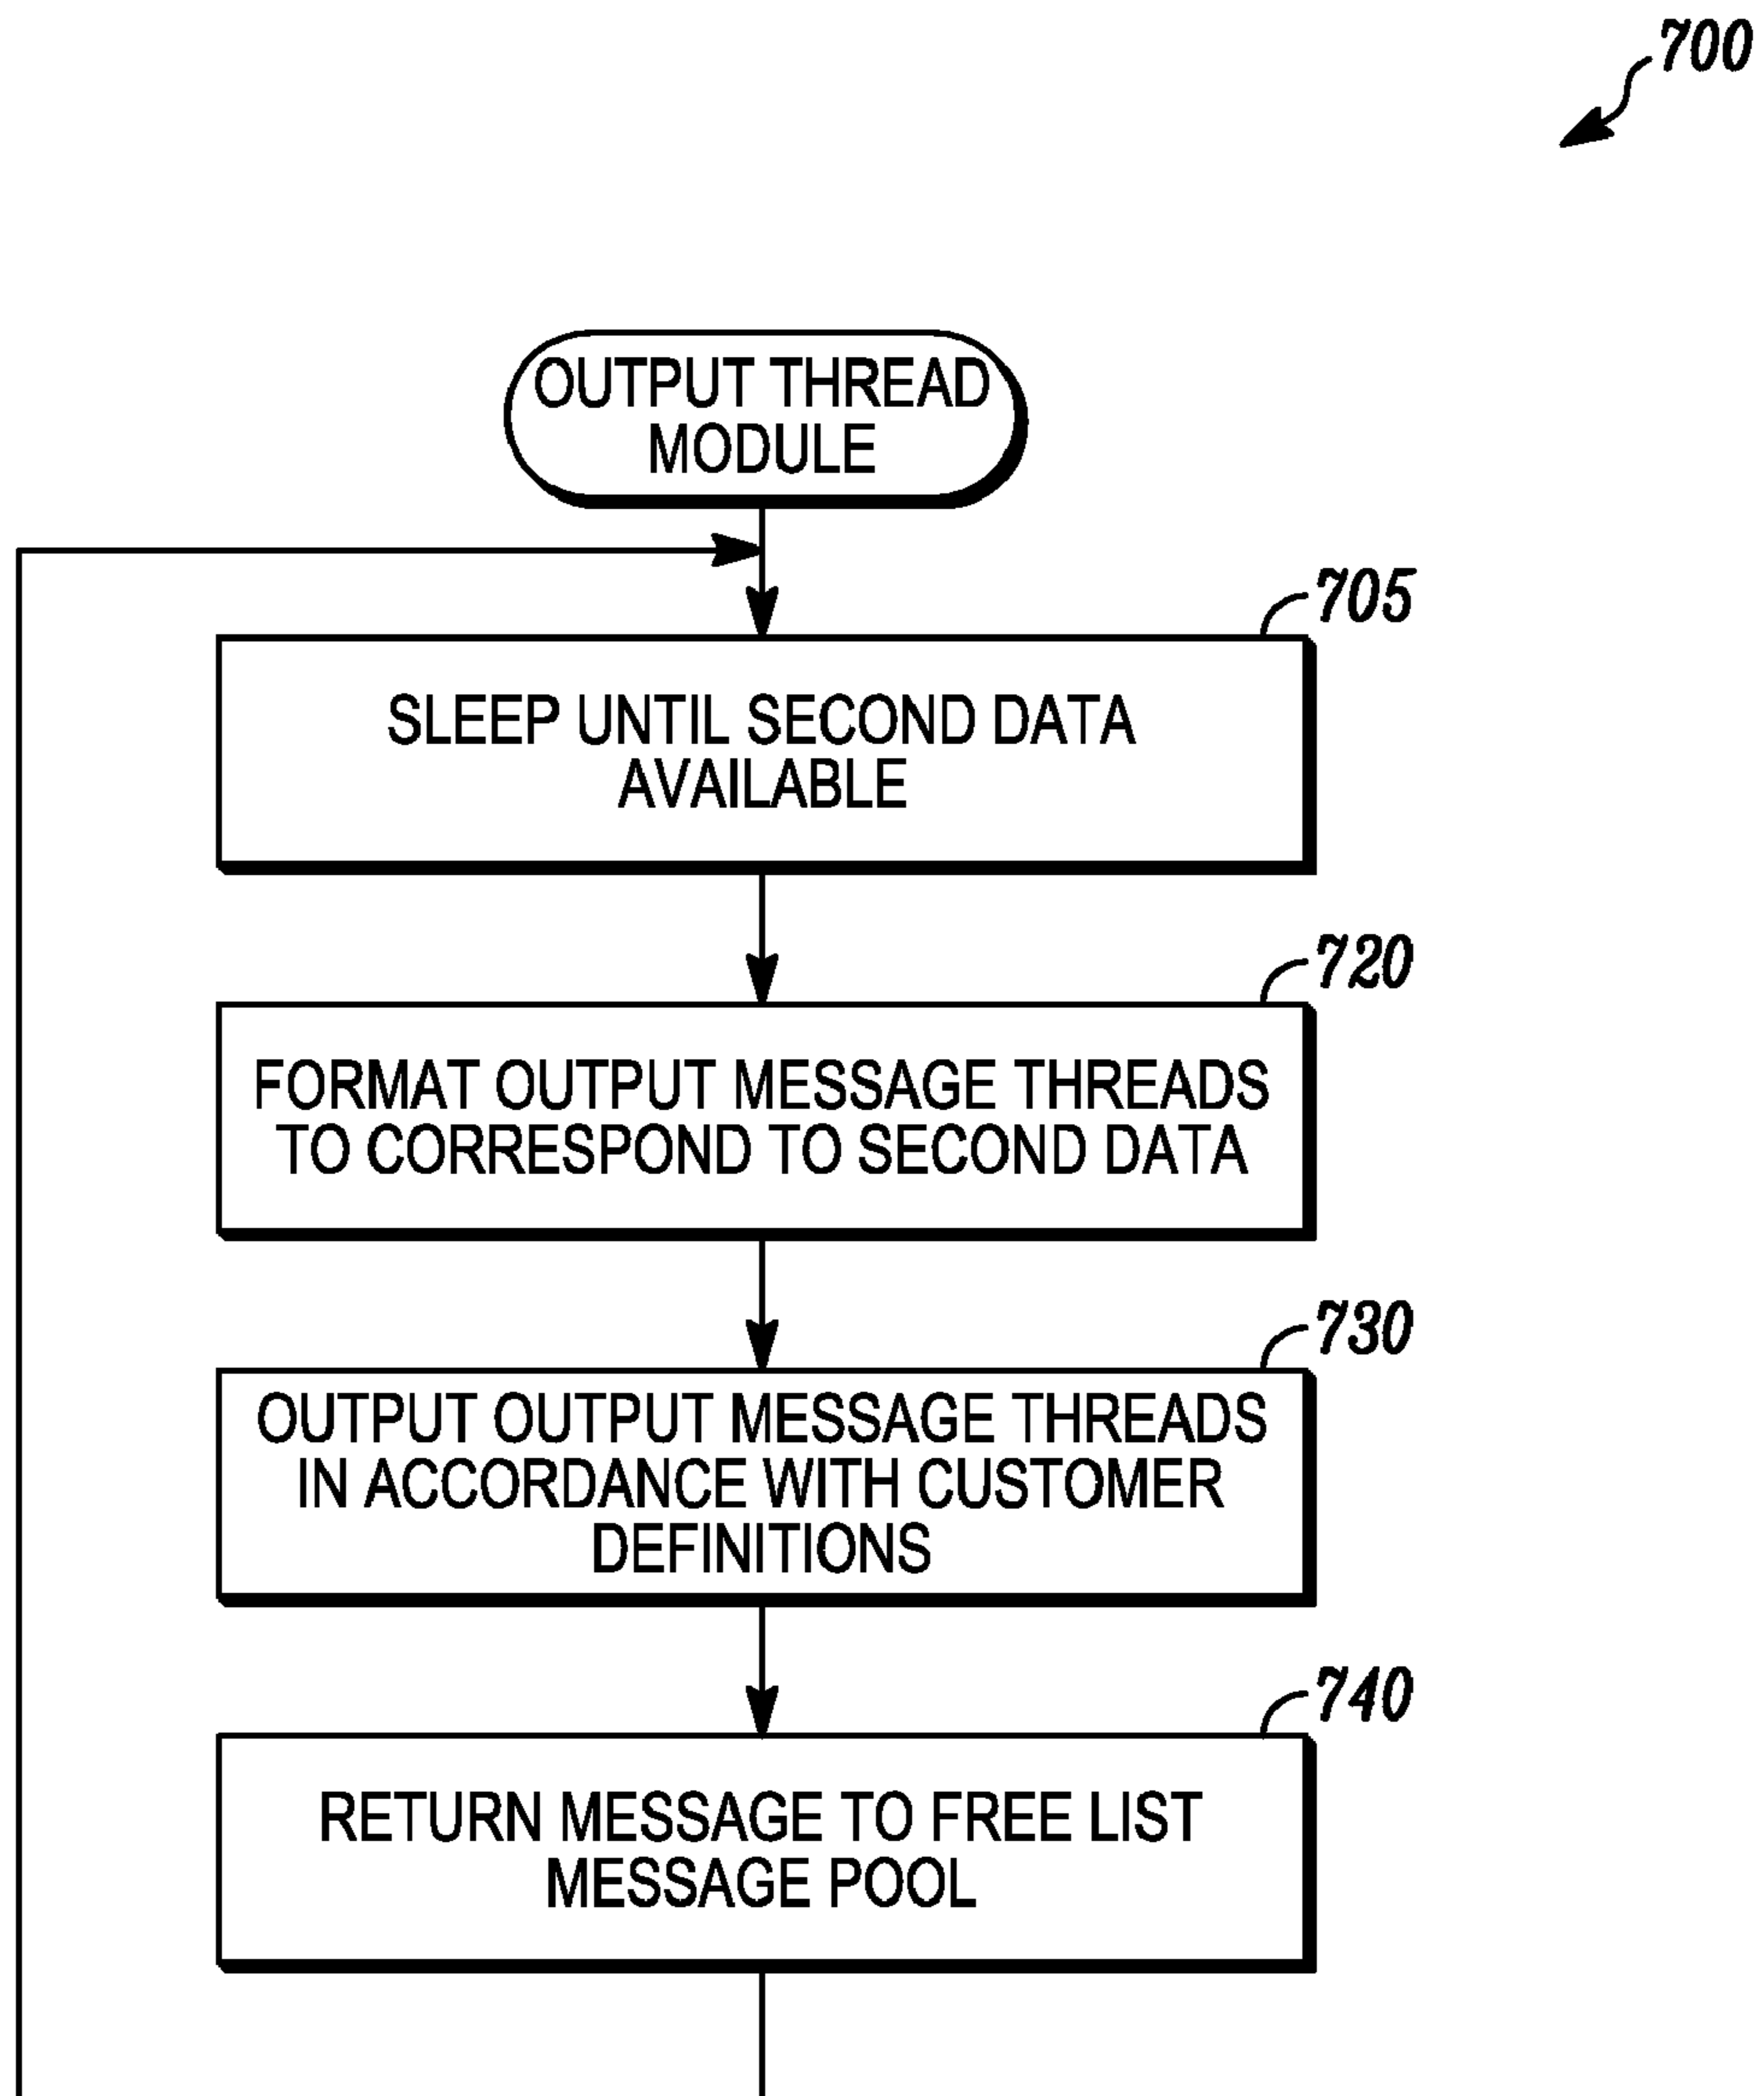 700
OUTPUT THREAD
MODULE
705
SLEEP UNTIL SECOND DATA
AVAILABLE
720
FORMAT OUTPUT MESSAGE THREADS
TO CORRESPOND TO SECOND DATA
730
OUTPUT OUTPUT MESSAGE THREADS
IN ACCORDANCE WITH CUSTOMER
DEFINITIONS
740
RETURN MESSAGE TO FREE LIST
MESSAGE POOL